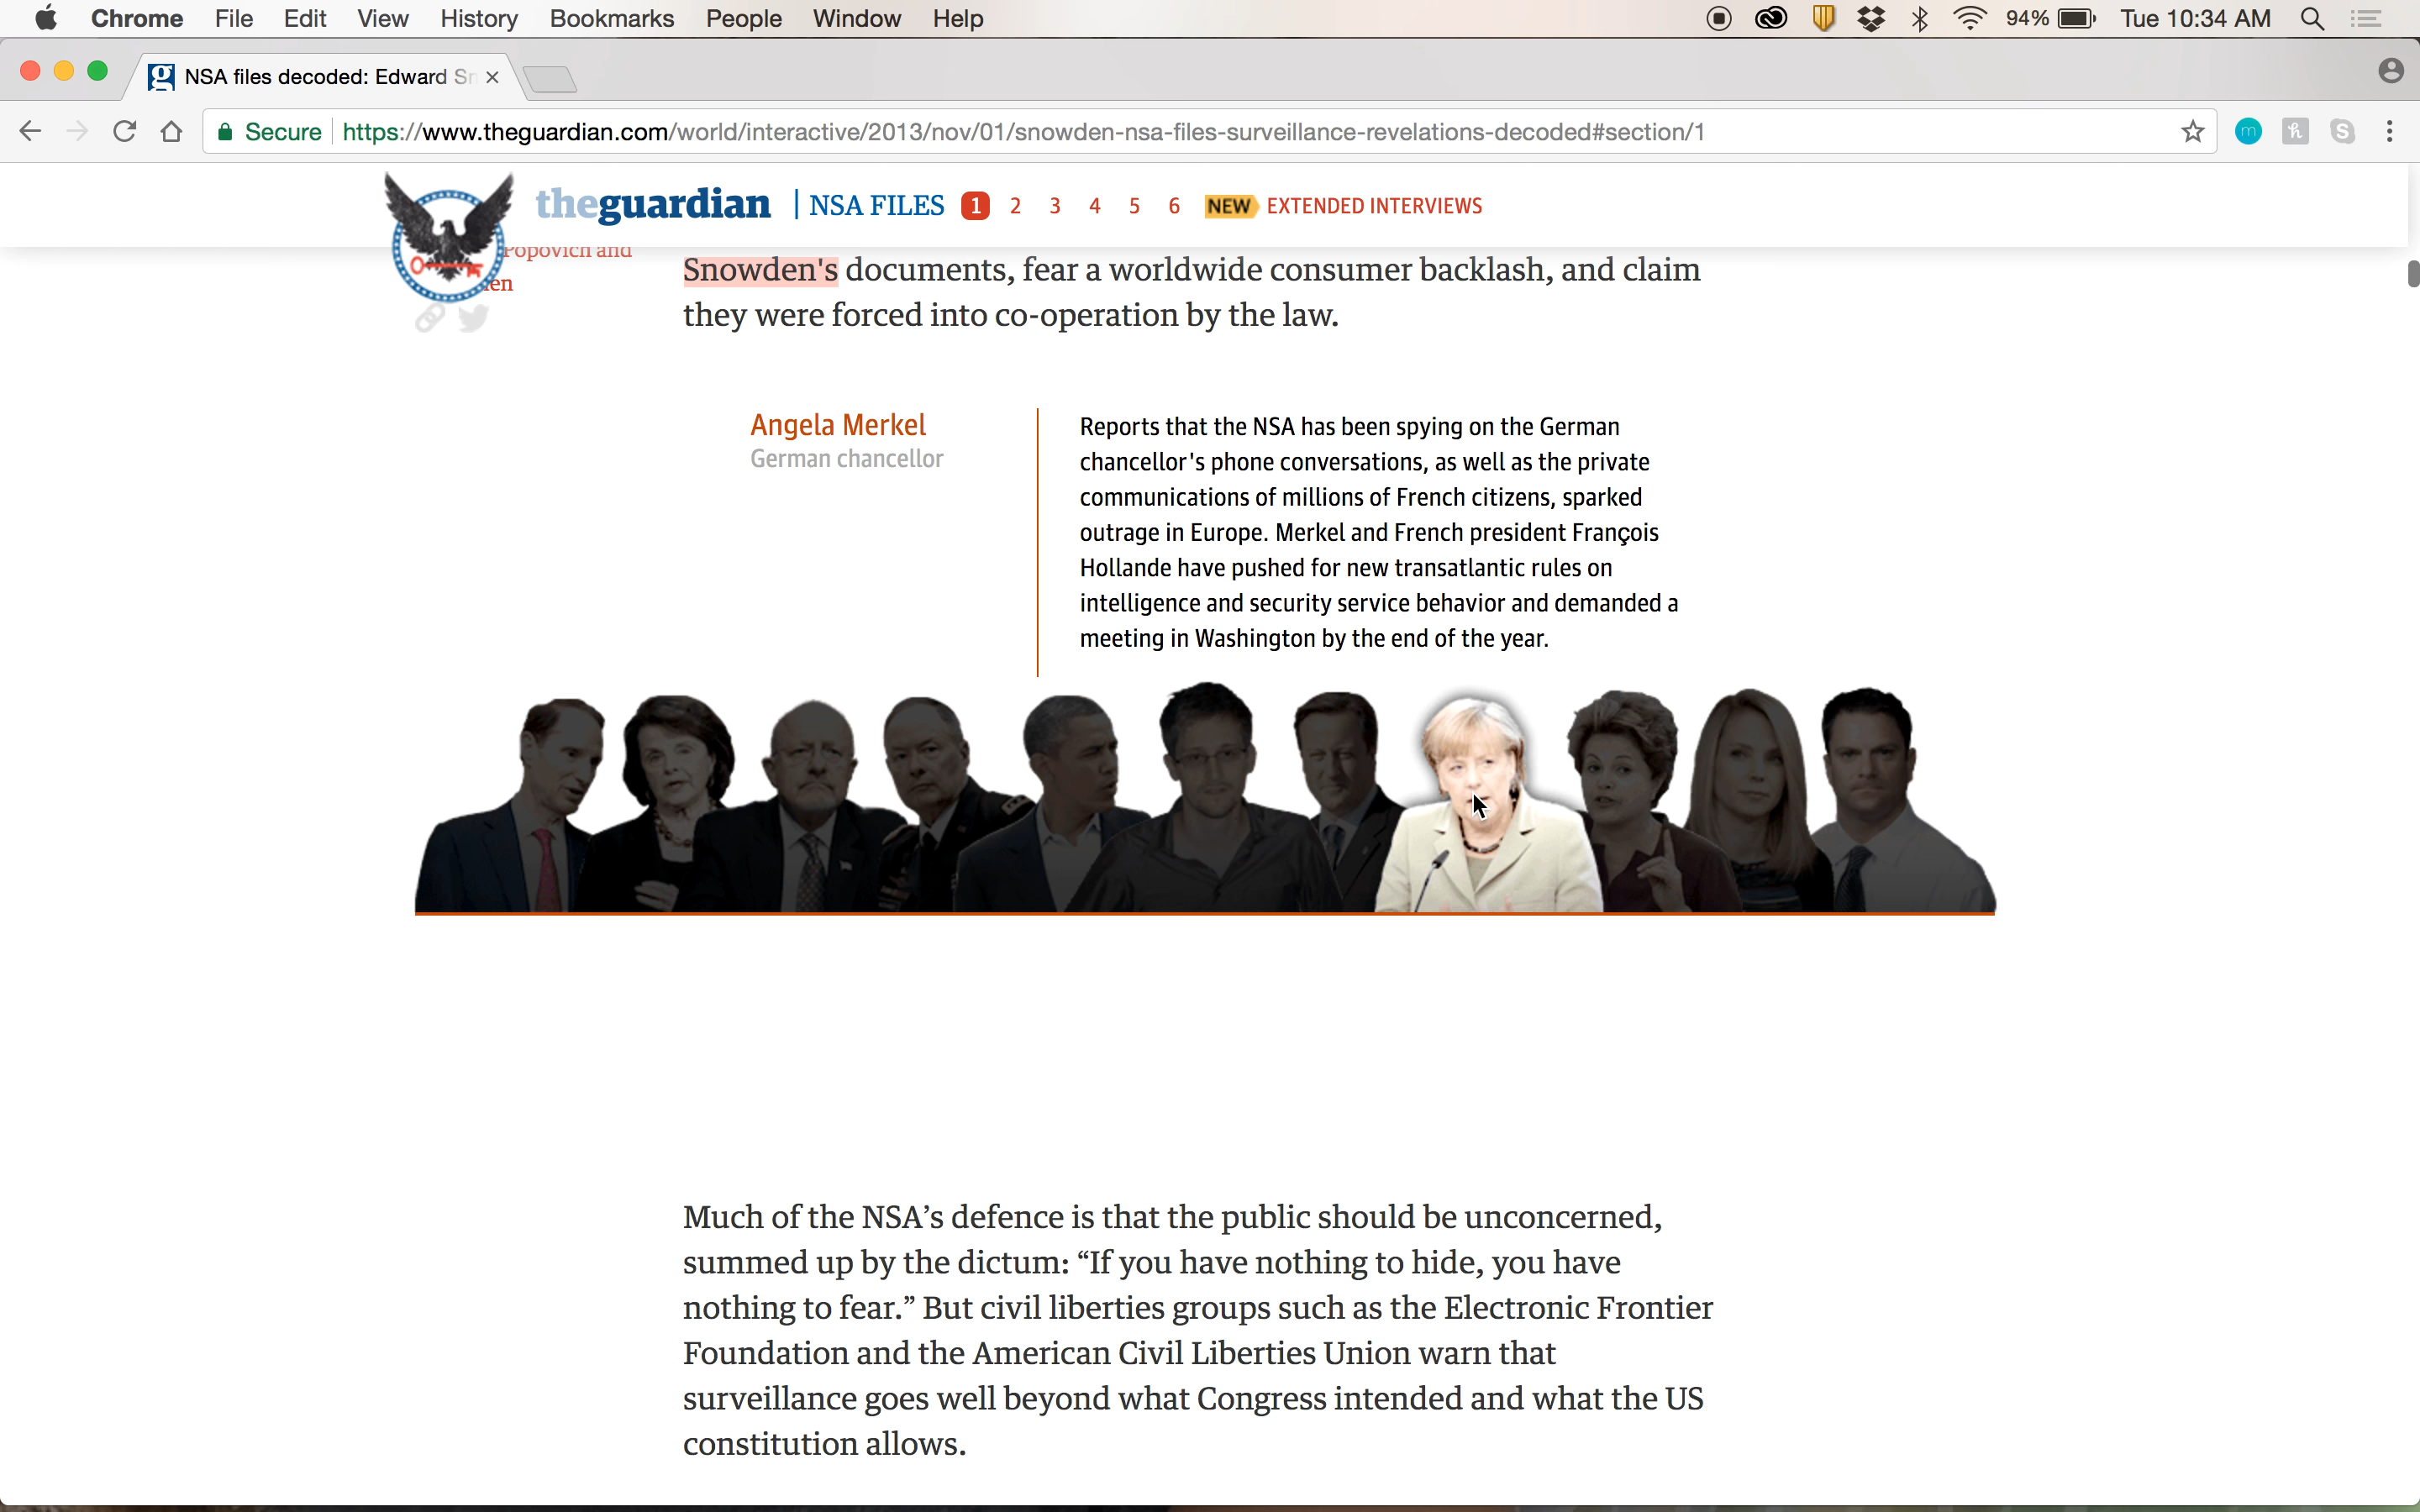 Chrome File Edit View History Bookmarks People Window Help 94% Tue 10:34 AM
NSA files decoded: Edward Sn
Secure https://www.theguardian.com/world/interactive/2013/nov/01/snowden-nsa-files-surveillance-revelations-decoded#section/1
theguardian | NSA FILES 1 2 3 4 5 6 NEW EXTENDED INTERVIEWS
Popovich and
en
Snowden's documents, fear a worldwide consumer backlash, and claim
they were forced into co-operation by the law.
Angela Merkel
German chancellor
Reports that the NSA has been spying on the German
chancellor's phone conversations, as well as the private
communications of millions of French citizens, sparked
outrage in Europe. Merkel and French president François
Hollande have pushed for new transatlantic rules on
intelligence and security service behavior and demanded a
meeting in Washington by the end of the year.
Much of the NSA’s defence is that the public should be unconcerned,
summed up by the dictum: “If you have nothing to hide, you have
nothing to fear.” But civil liberties groups such as the Electronic Frontier
Foundation and the American Civil Liberties Union warn that
surveillance goes well beyond what Congress intended and what the US
constitution allows.